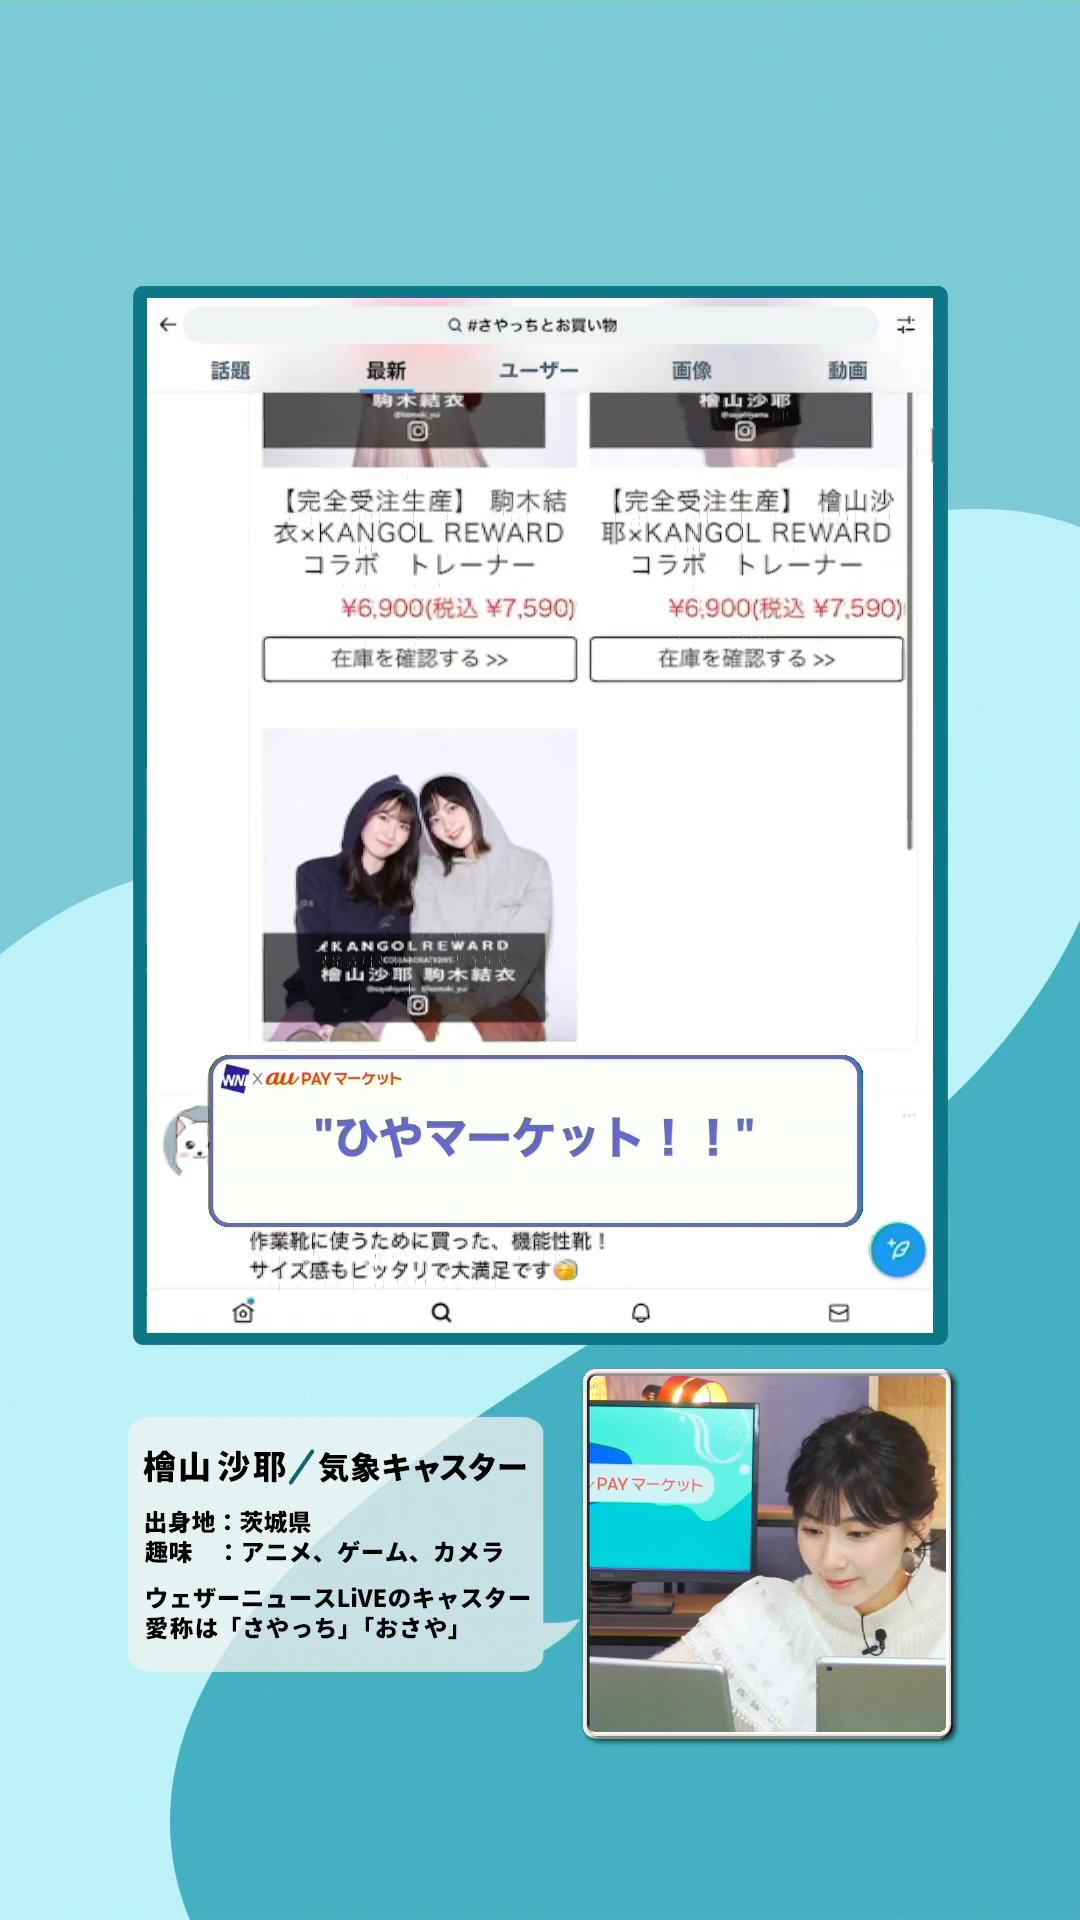 #さやっちとお買い物
話題 最新 ユーザー 画像 動画
駒木結衣
檜山沙耶
【完全受注生産】 駒木結
衣×KANGOL REWARD
コラボ トレーナー
¥6,900(税込 ¥7,590)
在庫を確認する >>
【完全受注生産】 檜山沙
耶×KANGOL REWARD
コラボ トレーナー
¥6,900(税込 ¥7,590)
在庫を確認する >>
KANGOL REWARD
COLLABORATIONS
檜山沙耶 駒木結衣
WNI × au PAY マーケット
"ひやマーケット！！"
作業靴に使うために買った、機能性靴！
サイズ感もピッタリで大満足です
檜山 沙耶/気象キャスター
出身地：茨城県
趣味　：アニメ、ゲーム、カメラ
ウェザーニュースLiVEのキャスター
愛称は「さやっち」「おさや」
PAY マーケット